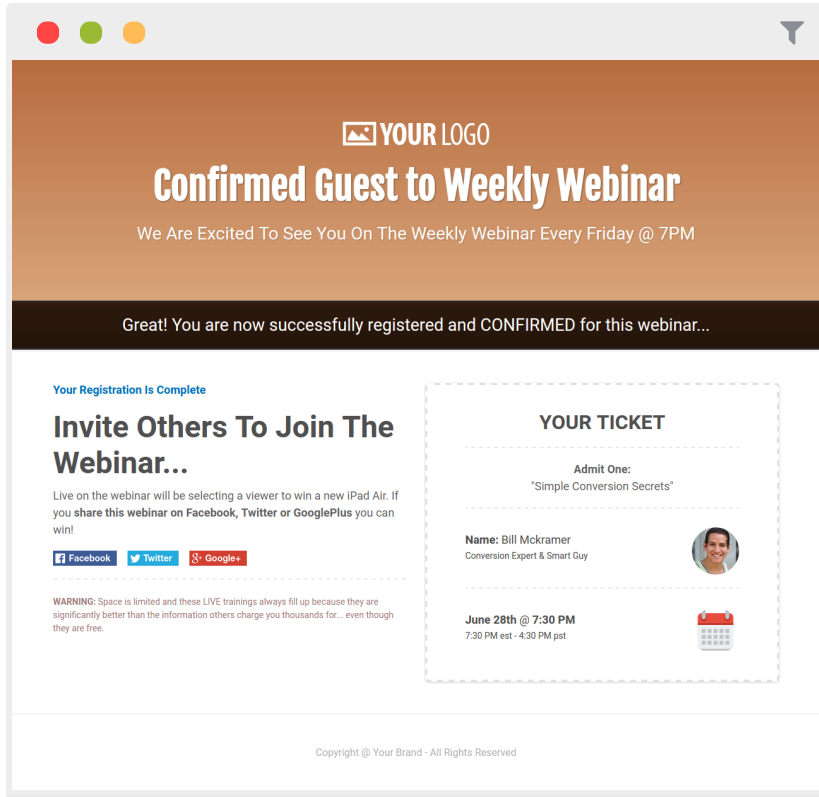 YOUR LOGO
Confirmed Guest to Weekly Webinar
We Are Excited To See You On The Weekly Webinar Every Friday @ 7PM
Great! You are now successfully registered and CONFIRMED for this webinar...
Your Registration Is Complete
Invite Others To Join The
Webinar...
Live on the webinar will be selecting a viewer to win a new iPad Air. If
you share this webinar on Facebook, Twitter or GooglePlus you can
win!
Facebook Twitter Google+
WARNING: Space is limited and these LIVE trainings always fill up because they are
significantly better than the information others charge you thousands for... even though
they are free.
YOUR TICKET
Admit One:
"Simple Conversion Secrets"
Name: Bill Mckramer
Conversion Expert & Smart Guy
June 28th @ 7:30 PM
7:30 PM est - 4:30 PM pst
Copyright @ Your Brand - All Rights Reserved